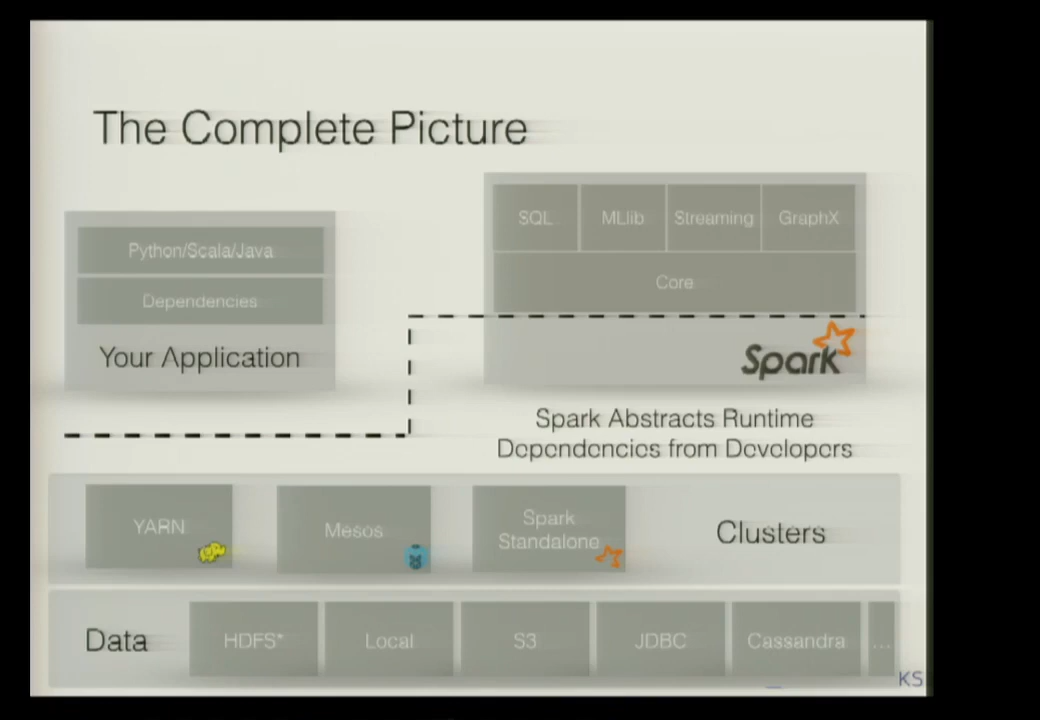 The Complete Picture
SQL
MLlib
Streaming
GraphX
Python/Scala/Java
Core
Dependencies
Your Application
Spark
Spark Abstracts Runtime
Dependencies from Developers
YARN
Mesos
Spark
Standalone
Clusters
Data
HDFS*
Local
S3
JDBC
Cassandra
...
KS